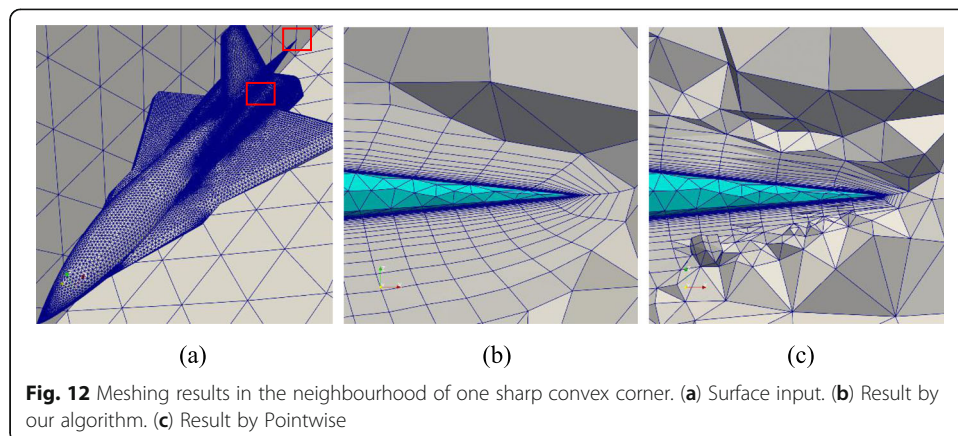 (a)
(b)
(c)
Fig. 12 Meshing results in the neighbourhood of one sharp convex corner. (a) Surface input. (b) Result by
our algorithm. (c) Result by Pointwise